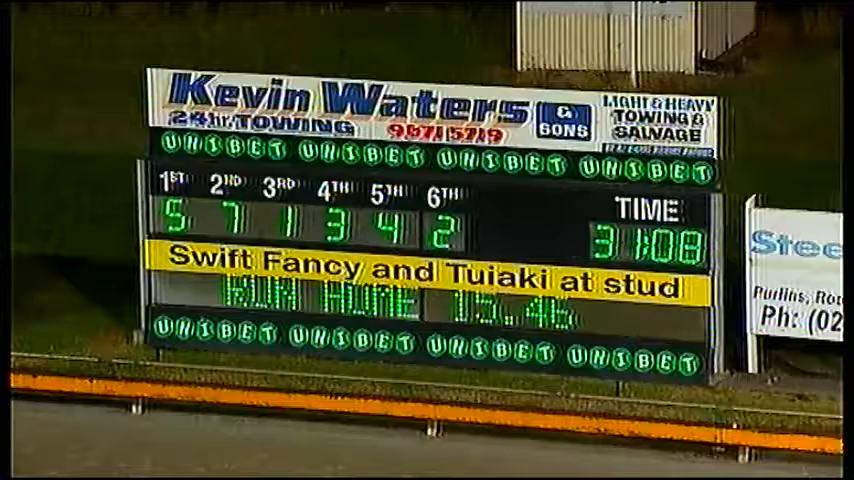 Kevin Waters & SONS
24hr. TOWING
LIGHT & HEAVY
TOWING &
SALVAGE
UNIBET UNIBET UNIBET UNIBET
1ST 2ND 3RD 4TH 5TH 6TH TIME
5 7 1 3 4 2 31:08
Swift Fancy and Tuiaki at stud
RUN HOME 15.46
UNIBET UNIBET UNIBET UNIBET
Stee
Ph: (02